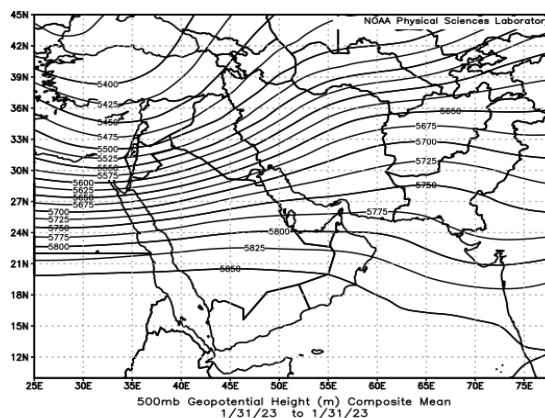 NOAA Physical Sciences Laborator
45N
42N
39N
36N
33N
30N
27N
24N
21N
18N
15N
12N
5400
5425
5450
5475
5500
5525
5550
5575
5600
5625
5650
5675
5700
5725
5750
5775
5800
5650
5675
5700
5725
5750
5775
5800
5825
5850
25E 30E 35E 40E 45E 50E 55E 60E 65E 70E 75E
500mb Geopotential Height (m) Composite Mean
1/31/23 to 1/31/23